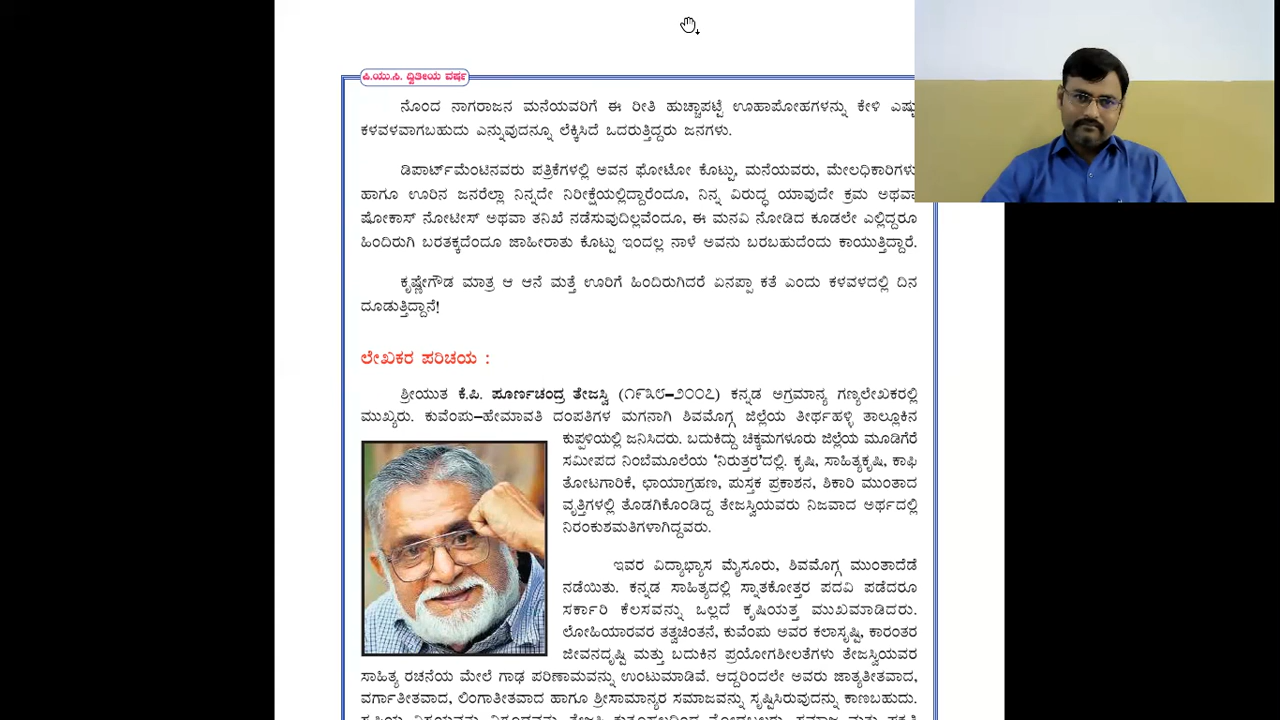 ಪಿ.ಯು.ಸಿ. ದ್ವಿತೀಯ ವರ್ಷ
ನೊಂದ ನಾಗರಾಜನ ಮನೆಯವರಿಗೆ ಈ ರೀತಿ ಹುಚ್ಚಾಪಟ್ಟೆ ಊಹಾಪೋಹಗಳನ್ನು ಕೇಳಿ ಎಷ್ಟು
ಕಳವಳವಾಗಬಹುದು ಎನ್ನುವುದನ್ನೂ ಲೆಕ್ಕಿಸಿದೆ ಒದರುತ್ತಿದ್ದರು ಜನಗಳು.
ಡಿಪಾರ್ಟ್‌ಮೆಂಟಿನವರು ಪತ್ರಿಕೆಗಳಲ್ಲಿ ಅವನ ಫೋಟೋ ಕೊಟ್ಟು, ಮನೆಯವರು, ಮೇಲಧಿಕಾರಿಗಳು
ಹಾಗೂ ಊರಿನ ಜನರೆಲ್ಲಾ ನಿನ್ನದೇ ನಿರೀಕ್ಷೆಯಲ್ಲಿದ್ದಾರೆಂದೂ, ನಿನ್ನ ವಿರುದ್ಧ ಯಾವುದೇ ಕ್ರಮ ಅಥವಾ
ಷೋಕಾಸ್ ನೋಟೀಸ್ ಅಥವಾ ತನಿಖೆ ನಡೆಸುವುದಿಲ್ಲವೆಂದೂ, ಈ ಮನವಿ ನೋಡಿದ ಕೂಡಲೇ ಎಲ್ಲಿದ್ದರೂ
ಹಿಂದಿರುಗಿ ಬರತಕ್ಕದೆಂದೂ ಜಾಹೀರಾತು ಕೊಟ್ಟು ಇಂದಲ್ಲ ನಾಳೆ ಅವನು ಬರಬಹುದೆಂದು ಕಾಯುತ್ತಿದ್ದಾರೆ.
ಕೃಷ್ಣೇಗೌಡ ಮಾತ್ರ ಆ ಆನೆ ಮತ್ತೆ ಊರಿಗೆ ಹಿಂದಿರುಗಿದರೆ ಏನಪ್ಪಾ ಕತೆ ಎಂದು ಕಳವಳದಲ್ಲಿ ದಿನ
ದೂಡುತ್ತಿದ್ದಾನೆ!
ಲೇಖಕರ ಪರಿಚಯ :
ಶ್ರೀಯುತ ಕೆ.ಪಿ. ಪೂರ್ಣಚಂದ್ರ ತೇಜಸ್ವಿ (೧೯೩೮–೨೦೦೭) ಕನ್ನಡ ಅಗ್ರಮಾನ್ಯ ಗಣ್ಯಲೇಖಕರಲ್ಲಿ
ಮುಖ್ಯರು. ಕುವೆಂಪು–ಹೇಮಾವತಿ ದಂಪತಿಗಳ ಮಗನಾಗಿ ಶಿವಮೊಗ್ಗ ಜಿಲ್ಲೆಯ ತೀರ್ಥಹಳ್ಳಿ ತಾಲ್ಲೂಕಿನ
ಕುಪ್ಪಳಿಯಲ್ಲಿ ಜನಿಸಿದರು. ಬದುಕಿದ್ದು ಚಿಕ್ಕಮಗಳೂರು ಜಿಲ್ಲೆಯ ಮೂಡಿಗೆರೆ
ಸಮೀಪದ ನಿಂಬೆಮೂಲೆಯ 'ನಿರುತ್ತರ'ದಲ್ಲಿ. ಕೃಷಿ, ಸಾಹಿತ್ಯಕೃಷಿ, ಕಾಫಿ
ತೋಟಗಾರಿಕೆ, ಛಾಯಾಗ್ರಹಣ, ಪುಸ್ತಕ ಪ್ರಕಾಶನ, ಶಿಕಾರಿ ಮುಂತಾದ
ವೃತ್ತಿಗಳಲ್ಲಿ ತೊಡಗಿಕೊಂಡಿದ್ದ ತೇಜಸ್ವಿಯವರು ನಿಜವಾದ ಅರ್ಥದಲ್ಲಿ
ನಿರಂಕುಶಮತಿಗಳಾಗಿದ್ದವರು.
ಇವರ ವಿದ್ಯಾಭ್ಯಾಸ ಮೈಸೂರು, ಶಿವಮೊಗ್ಗ ಮುಂತಾದೆಡೆ
ನಡೆಯಿತು. ಕನ್ನಡ ಸಾಹಿತ್ಯದಲ್ಲಿ ಸ್ನಾತಕೋತ್ತರ ಪದವಿ ಪಡೆದರೂ
ಸರ್ಕಾರಿ ಕೆಲಸವನ್ನು ಒಲ್ಲದೆ ಕೃಷಿಯತ್ತ ಮುಖಮಾಡಿದರು.
ಲೋಹಿಯಾರವರ ತತ್ವಚಿಂತನೆ, ಕುವೆಂಪು ಅವರ ಕಲಾಸೃಷ್ಟಿ, ಕಾರಂತರ
ಜೀವನದೃಷ್ಟಿ ಮತ್ತು ಬದುಕಿನ ಪ್ರಯೋಗಶೀಲತೆಗಳು ತೇಜಸ್ವಿಯವರ
ಸಾಹಿತ್ಯ ರಚನೆಯ ಮೇಲೆ ಗಾಢ ಪರಿಣಾಮವನ್ನು ಉಂಟುಮಾಡಿವೆ. ಆದ್ದರಿಂದಲೇ ಅವರು ಜಾತ್ಯತೀತವಾದ,
ವರ್ಗಾತೀತವಾದ, ಲಿಂಗಾತೀತವಾದ ಹಾಗೂ ಶ್ರೀಸಾಮಾನ್ಯರ ಸಮಾಜವನ್ನು ಸೃಷ್ಟಿಸಿರುವುದನ್ನು ಕಾಣಬಹುದು.